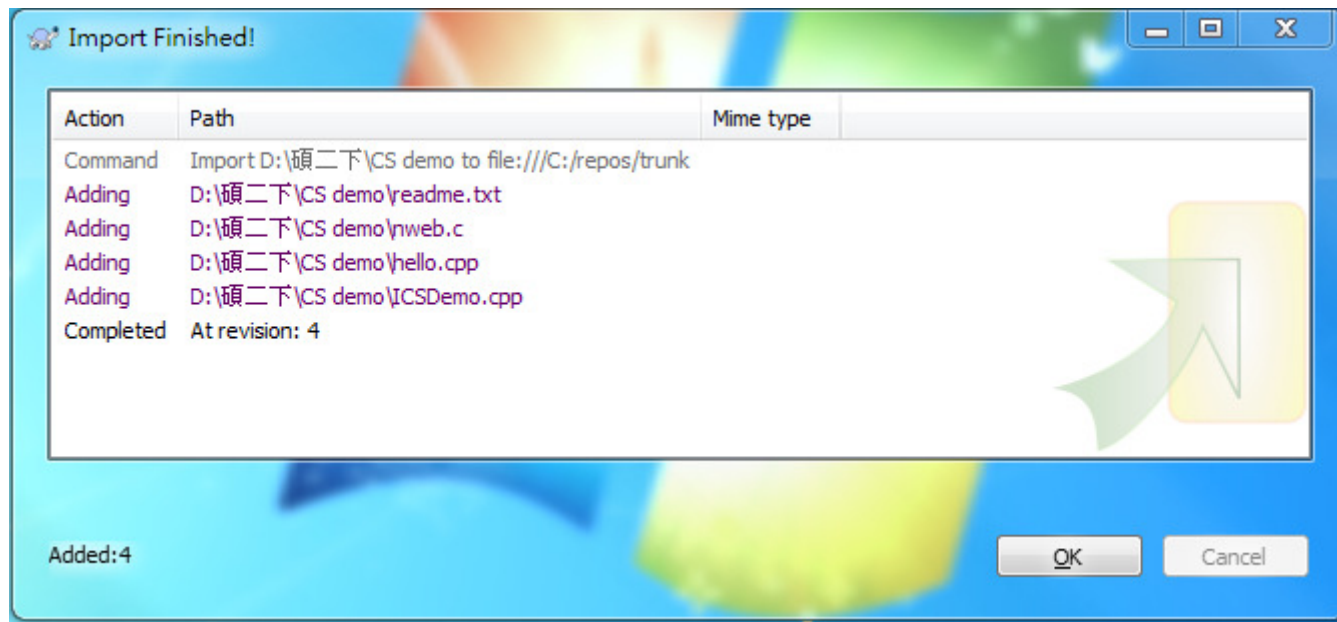 Import Finished!
Action Path Mime type
Command Import D:\碩二下\CS demo to file:///C:/repos/trunk
Adding D:\碩二下\CS demo\readme.txt
Adding D:\碩二下\CS demo\nweb.c
Adding D:\碩二下\CS demo\hello.cpp
Adding D:\碩二下\CS demo\ICSDemo.cpp
Completed At revision: 4
Added:4
OK Cancel